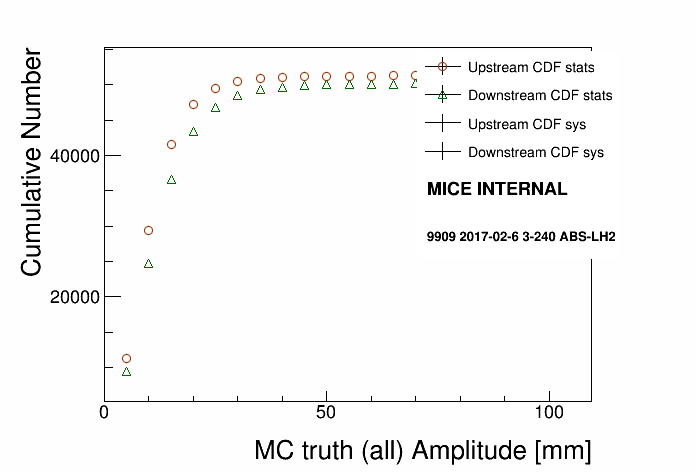 Cumulative Number
40000
20000
0
50
100
MC truth (all) Amplitude [mm]
Upstream CDF stats
Downstream CDF stats
Upstream CDF sys
Downstream CDF sys
MICE INTERNAL
9909 2017-02-6 3-240 ABS-LH2